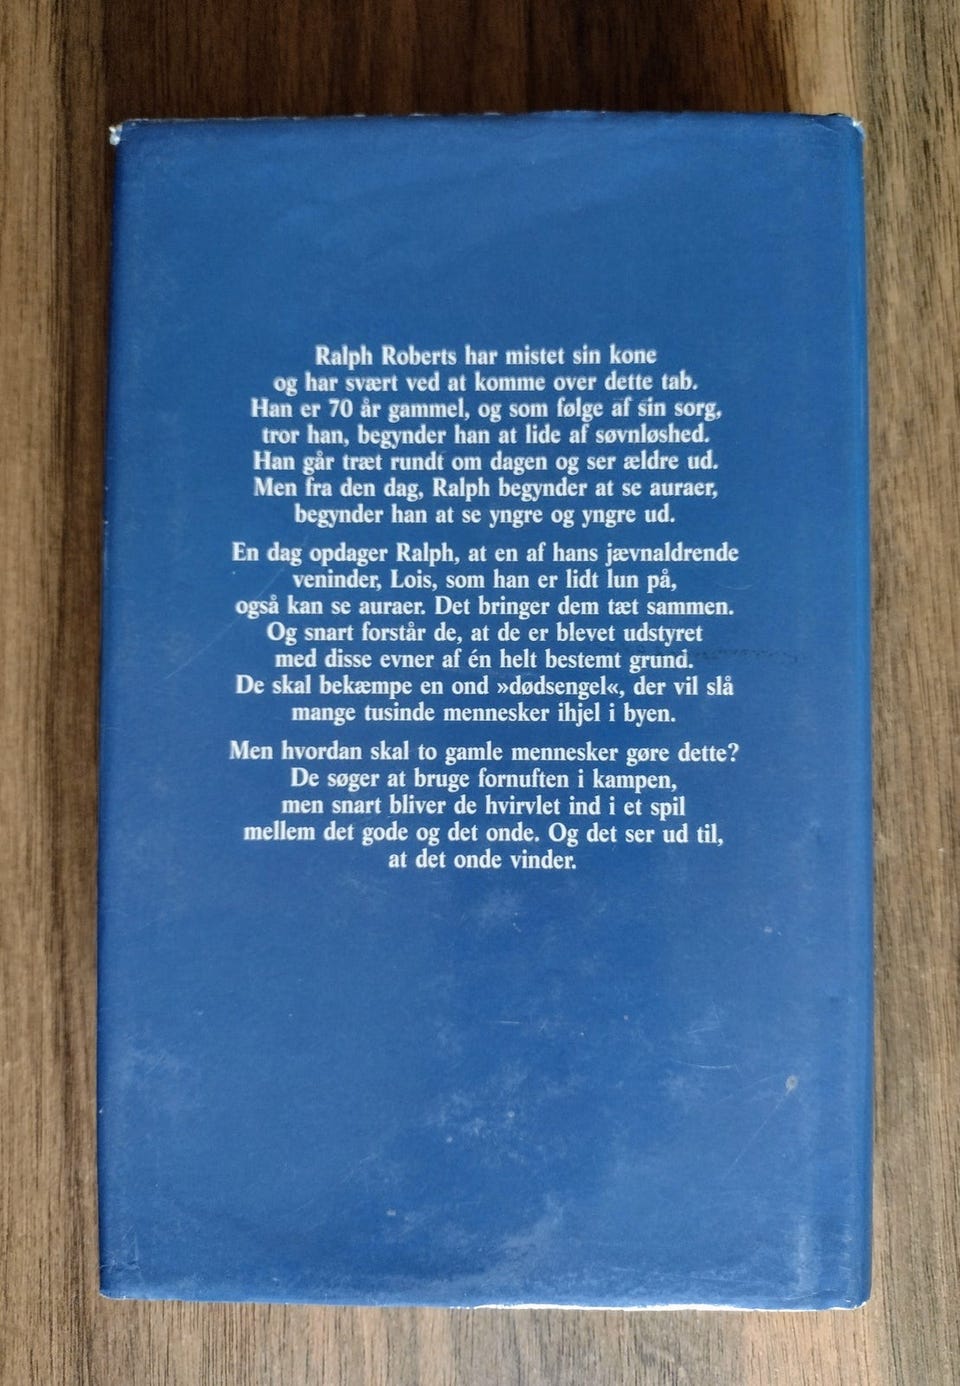 Ralph Roberts har mistet sin kone
og har svært ved at komme over dette tab.
Han er 70 år gammel, og som følge af sin sorg,
tror han, begynder han at lide af søvnløshed.
Han går træt rundt om dagen og ser ældre ud.
Men fra den dag, Ralph begynder at se auraer,
begynder han at se yngre og yngre ud.
En dag opdager Ralph, at en af hans jævnaldrende
veninder, Lois, som han er lidt lun på,
også kan se auraer. Det bringer dem tæt sammen.
Og snart forstår de, at de er blevet udstyret
med disse evner af én helt bestemt grund.
De skal bekæmpe en ond »dødsengel«, der vil slå
mange tusinde mennesker ihjel i byen.
Men hvordan skal to gamle mennesker gøre dette?
De søger at bruge fornuften i kampen,
men snart bliver de hvirvlet ind i et spil
mellem det gode og det onde. Og det ser ud til,
at det onde vinder.